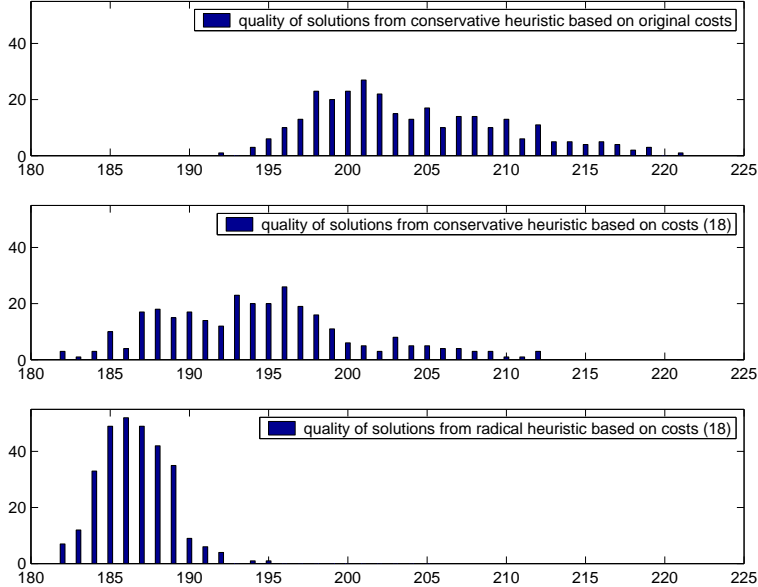 quality of solutions from conservative heuristic based on original costs
40
20
0
180 185 190 195 200 205 210 215 220 225
quality of solutions from conservative heuristic based on costs (18)
40
20
0
180 185 190 195 200 205 210 215 220 225
quality of solutions from radical heuristic based on costs (18)
40
20
0
180 185 190 195 200 205 210 215 220 225